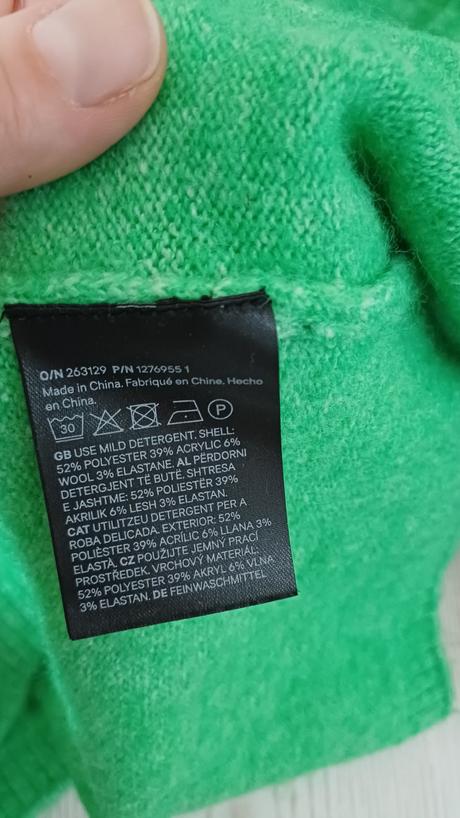 O/N 263129 P/N 1276955 1
Made in China. Fabriqué en Chine. Hecho
en China.
30 P
GB USE MILD DETERGENT. SHELL:
52% POLYESTER 39% ACRYLIC 6%
WOOL 3% ELASTANE. AL PËRDORNI
DETERGJENT TË BUTË. SHTRESA
E JASHTME: 52% POLIESTËR 39%
AKRILIK 6% LESH 3% ELASTAN.
CAT UTILITZEU DETERGENT PER A
ROBA DELICADA. EXTERIOR: 52%
POLIÈSTER 39% ACRÍLIC 6% LLANA 3%
ELASTÀ. CZ POUŽIJTE JEMNÝ PRACÍ
PROSTŘEDEK. VRCHOVÝ MATERIÁL:
52% POLYESTER 39% AKRYL 6% VLNA
3% ELASTAN. DE FEINWASCHMITTEL